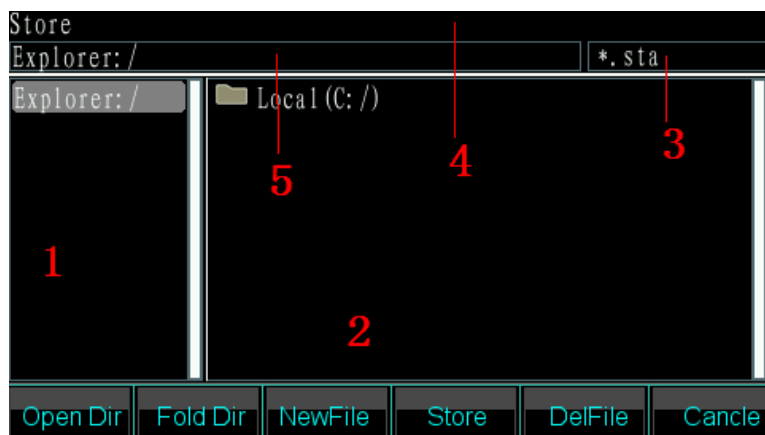 Store
Explorer:/ *.sta
Explorer:/ Local(C:/)
3
4
5
1
2
Open Dir Fold Dir NewFile Store DelFile Cancle